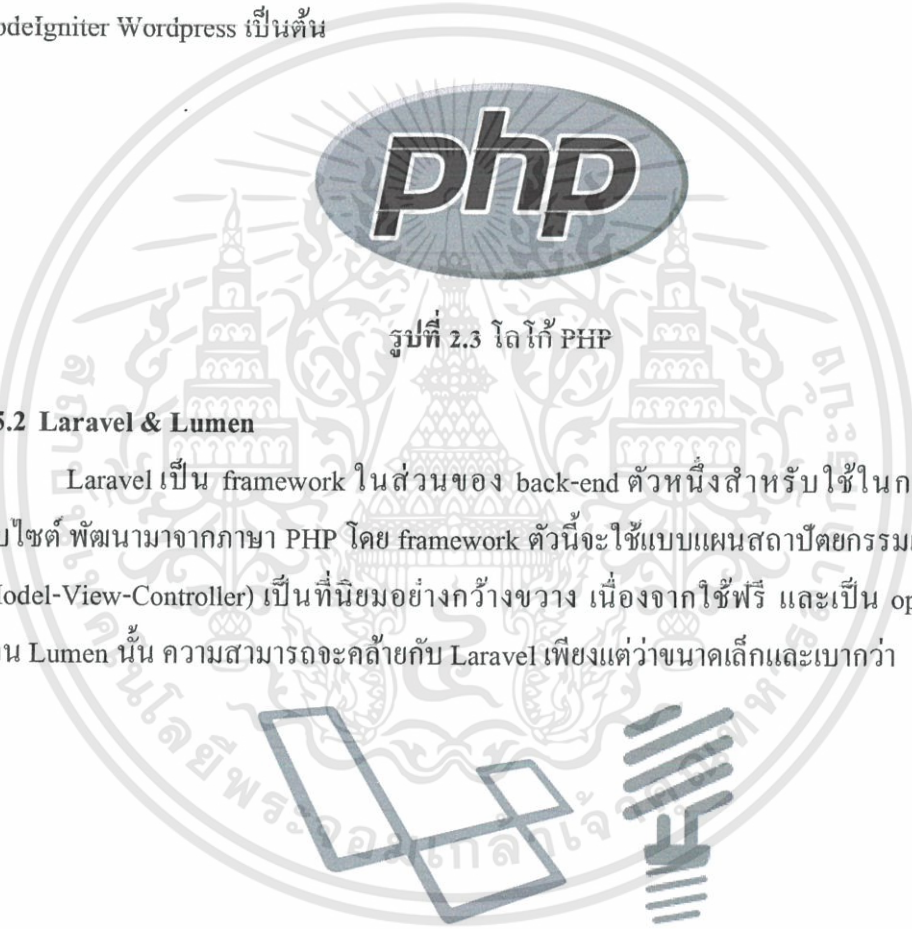 odeIgniter Wordpress เป็นต้น
php
รูปที่ 2.3 โลโก้ PHP
5.2 Laravel & Lumen
Laravel เป็น framework ในส่วนของ back-end ตัวหนึ่งสำหรับใช้ในก
บไซต์ พัฒนามาจากภาษา PHP โดย framework ตัวนี้จะใช้แบบแผนสถาปัตยกรรม
odel-View-Controller) เป็นที่นิยมอย่างกว้างขวาง เนื่องจากใช้ฟรี และเป็น op
วน Lumen นั้น ความสามารถจะคล้ายกับ Laravel เพียงแต่ว่าขนาดเล็กและเบากว่า